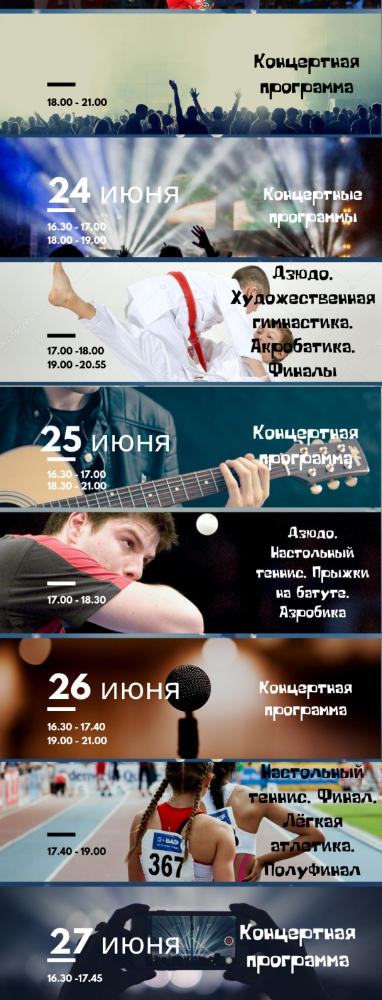 Концертная
программа
18.00 - 21.00
24 июня
16.30 - 17.00
18.00 - 19.00
Концертные
программы
Дзюдо.
Художественная
гимнастика.
Акробатика.
Финалы
17.00 -18.00
19.00 -20.55
25 июня
16.30 - 17.00
18.30 - 21.00
Концертная
программа
Дзюдо.
Настольный
теннис. Прыжки
на батуте.
Аэробика
17.00 - 18.30
26 июня
16.30 - 17.40
19.00 - 21.00
Концертная
программа
Настольный
теннис. Финал.
Лёгкая
атлетика.
Полуфинал
17.40 - 19.00
BASF
367
27 июня
16.30 -17.45
Концертная
программа